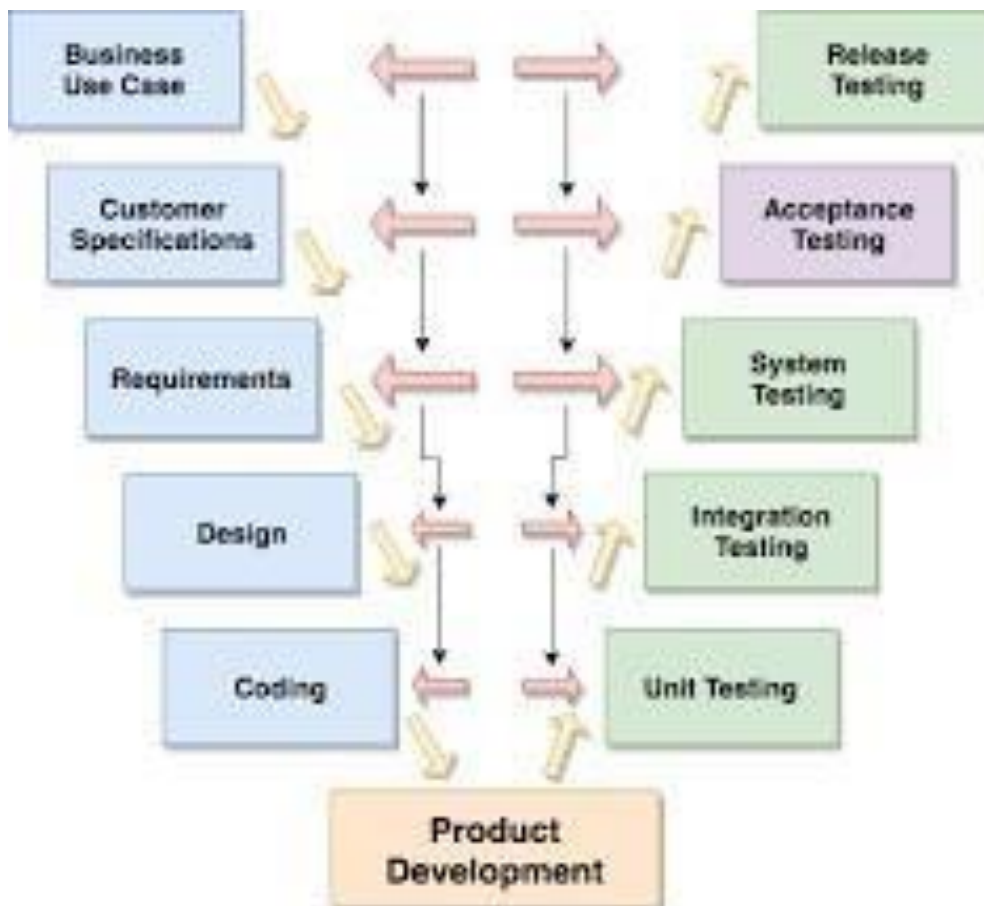 Business
Use Case
Release
Testing
Customer
Specifications
Acceptance
Testing
Requirements
System
Testing
Design
Integration
Testing
Coding
Unit Testing
Product
Development